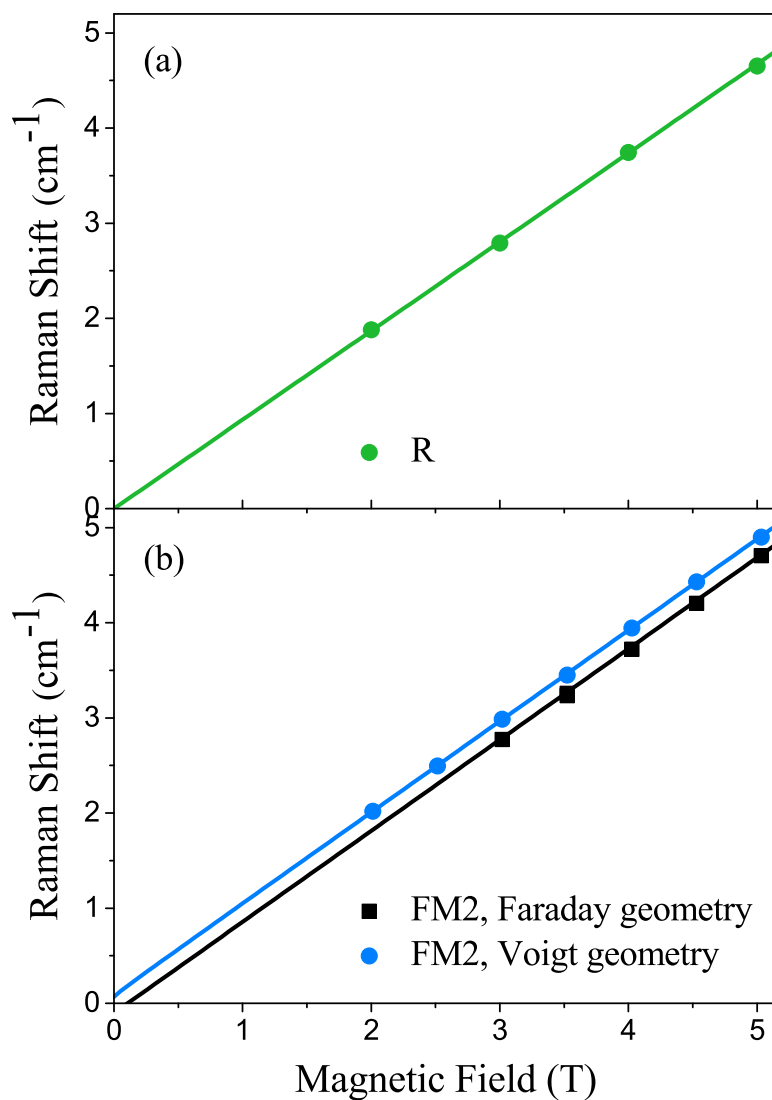 5
(a)
4
3
2
1
R
0
Raman Shift (cm⁻¹)
5
(b)
4
3
2
1
FM2, Faraday geometry
FM2, Voigt geometry
0
Raman Shift (cm⁻¹)
0 1 2 3 4 5
Magnetic Field (T)